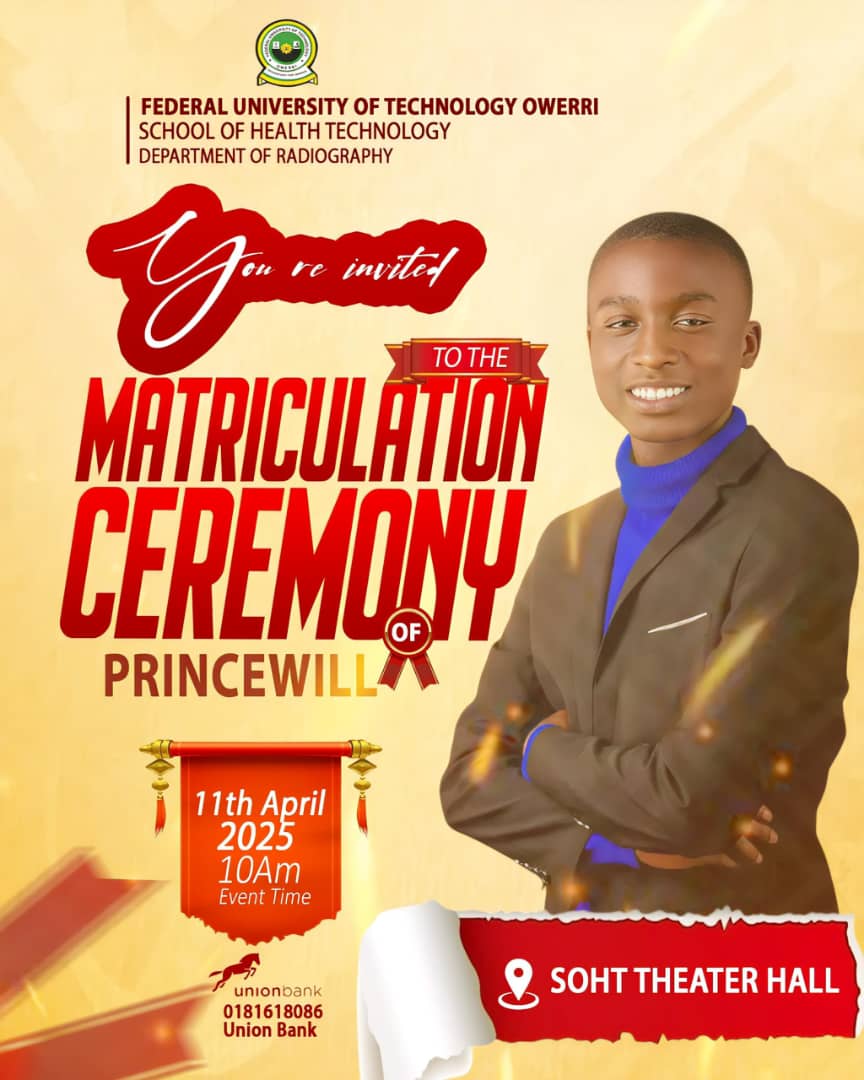 FEDERAL UNIVERSITY OF TECHNOLOGY OWERRI
SCHOOL OF HEALTH TECHNOLOGY
DEPARTMENT OF RADIOGRAPHY
You re invited
TO THE
MATRICULATION
CEREMONY
OF
PRINCEWILL
11th April
2025
10Am
Event Time
unionbank
0181618086
Union Bank
SOHT THEATER HALL